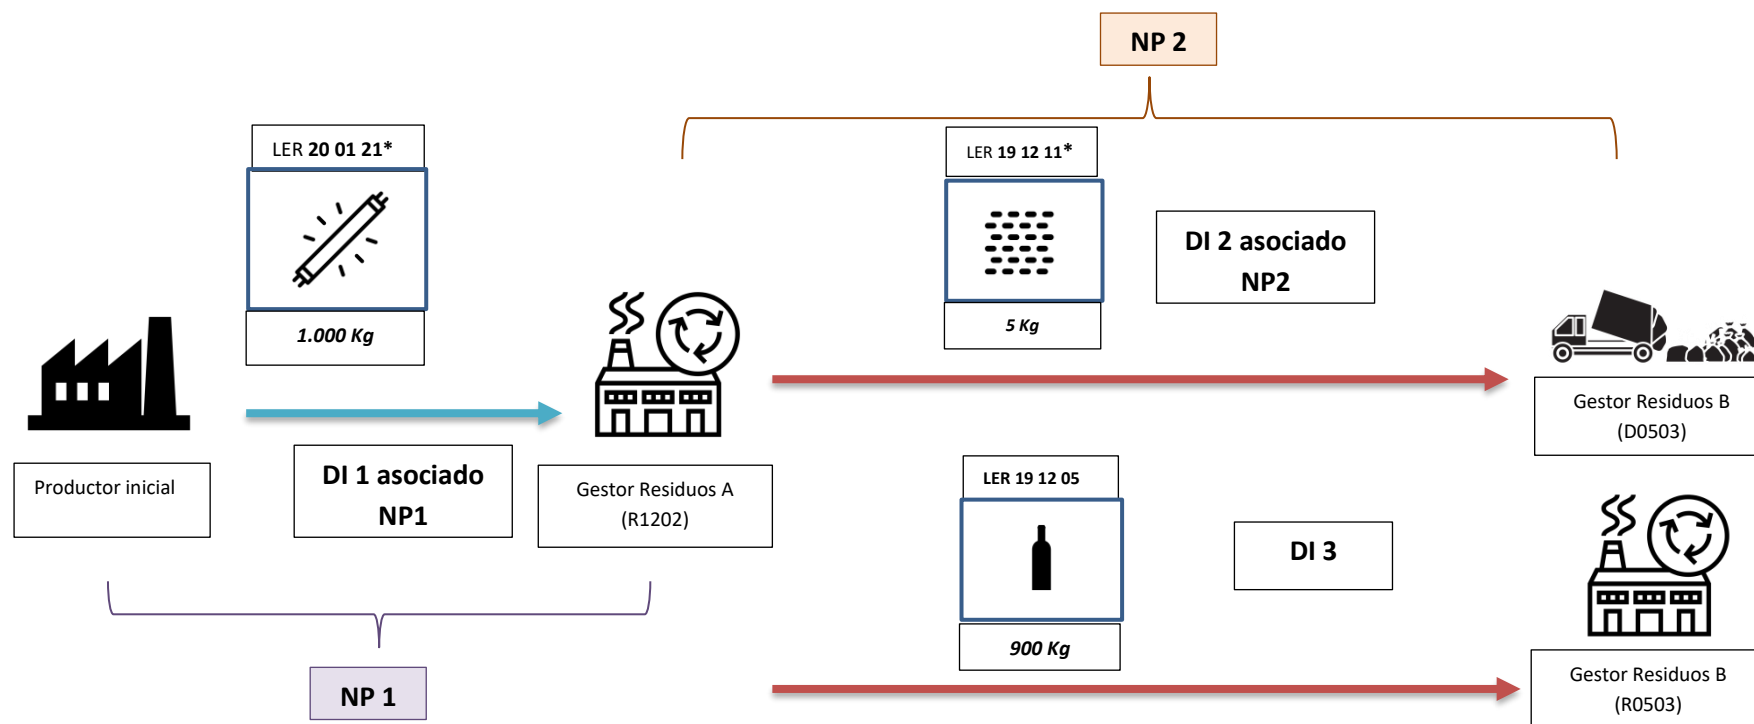 NP 2
LER 20 01 21*
1.000 Kg
LER 19 12 11*
5 Kg
DI 2 asociado
NP2
Productor inicial
DI 1 asociado
NP1
Gestor Residuos A
(R1202)
Gestor Residuos B
(D0503)
LER 19 12 05
900 Kg
DI 3
Gestor Residuos B
(R0503)
NP 1